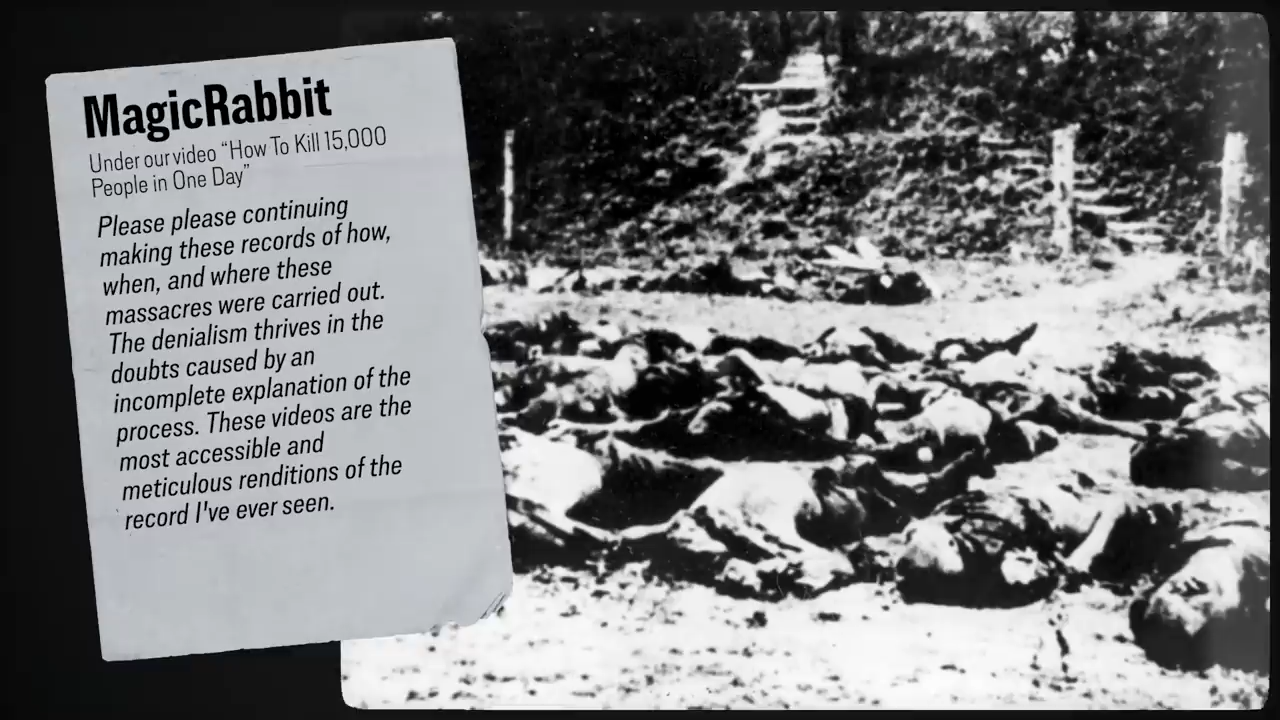 MagicRabbit
Under our video “How To Kill 15,000
People in One Day”
Please please continuing
making these records of how,
when, and where these
massacres were carried out.
The denialism thrives in the
doubts caused by an
incomplete explanation of the
process. These videos are the
most accessible and
meticulous renditions of the
record I've ever seen.